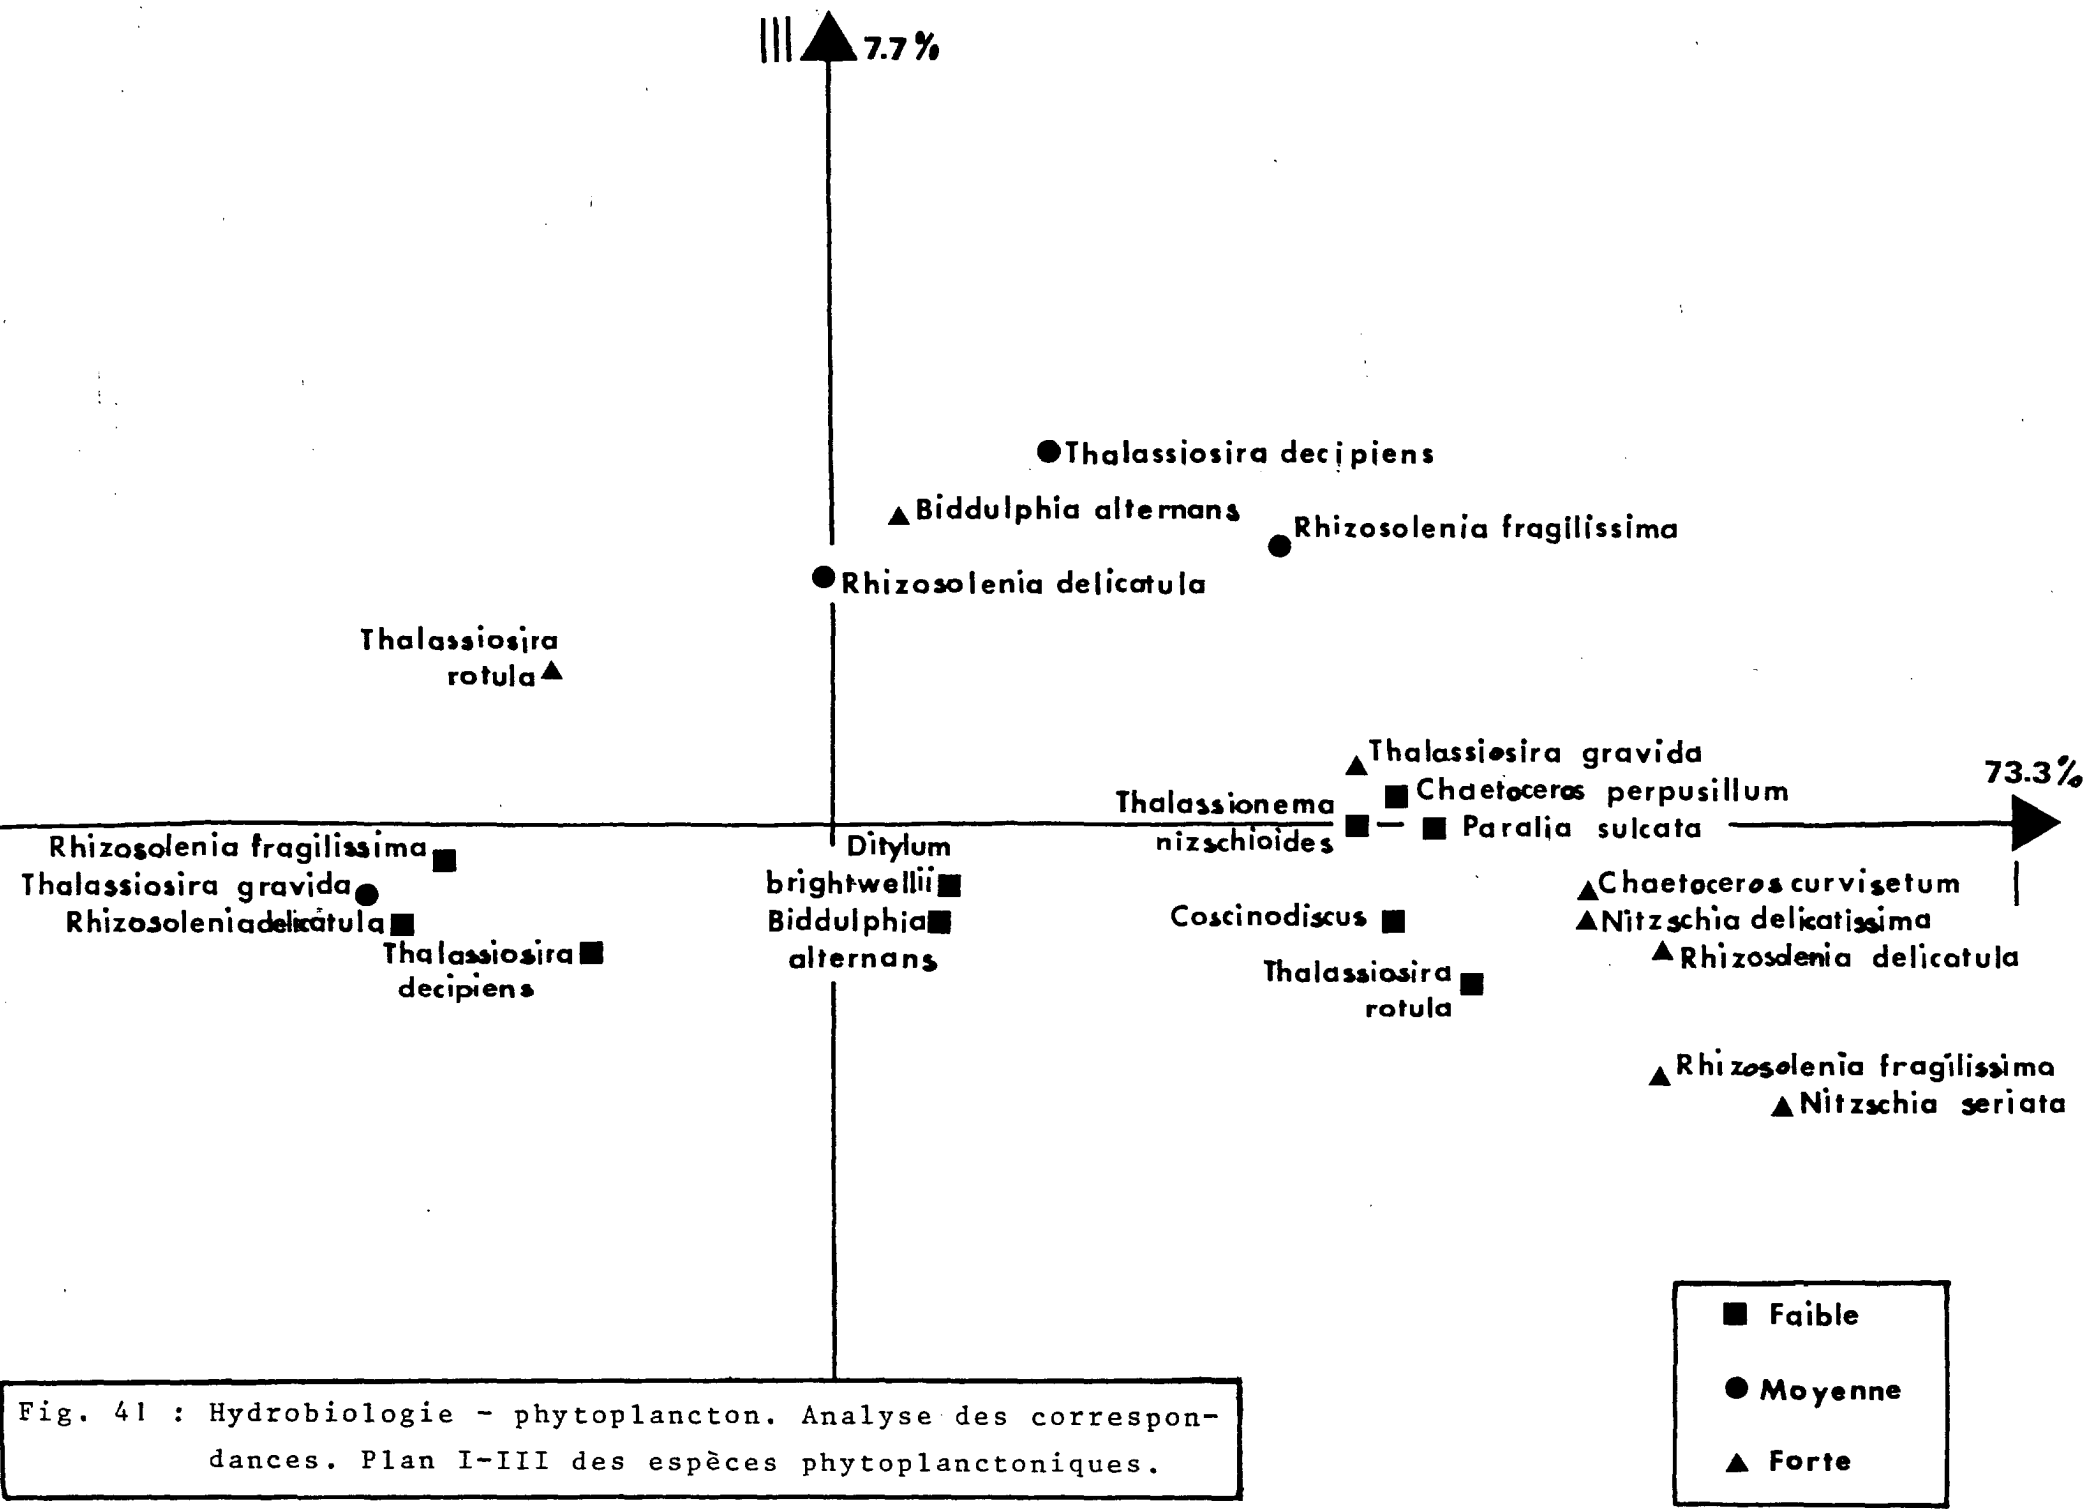 III 7.7%
Thalassiosira decipiens
Biddulphia alternans
Rhizosolenia fragilissima
Rhizosolenia delicatula
Thalassiosira
rotula
Thalassiosira gravida
73.3%
Chaetoceros perpusillum
Thalassionema
nizschioides
Paralia sulcata
I
Rhizosolenia fragilissima
Thalassiosira gravida
Rhizosolenia delicatula
Thalassiosira
decipiens
Ditylum
brightwellii
Biddulphia
alternans
Coscinodiscus
Thalassiosira
rotula
Chaetoceros curvisetum
Nitzschia delicatissima
Rhizosdenia delicatula
Rhizosolenia fragilissima
Nitzschia seriata
Faible
Moyenne
Forte
Fig. 41 : Hydrobiologie - phytoplancton. Analyse des correspon-
dances. Plan I-III des espèces phytoplanctoniques.